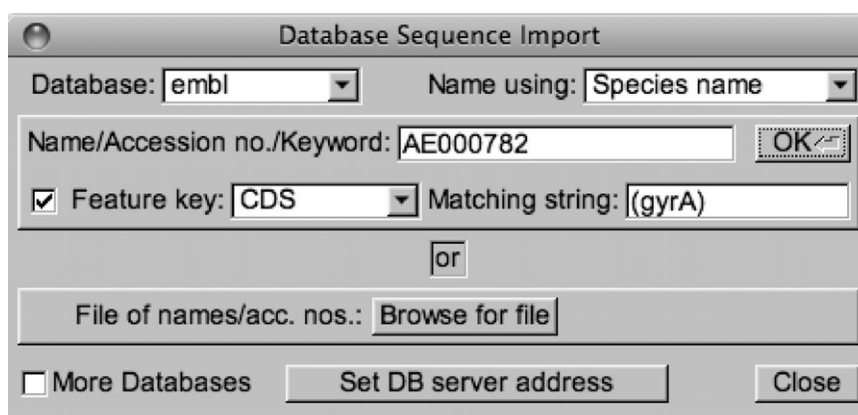 Database Sequence Import
Database: embl Name using: Species name
Name/Accession no./Keyword: AE000782 OK
Feature key: CDS Matching string: (gyrA)
or
File of names/acc. nos.: Browse for file
More Databases Set DB server address Close